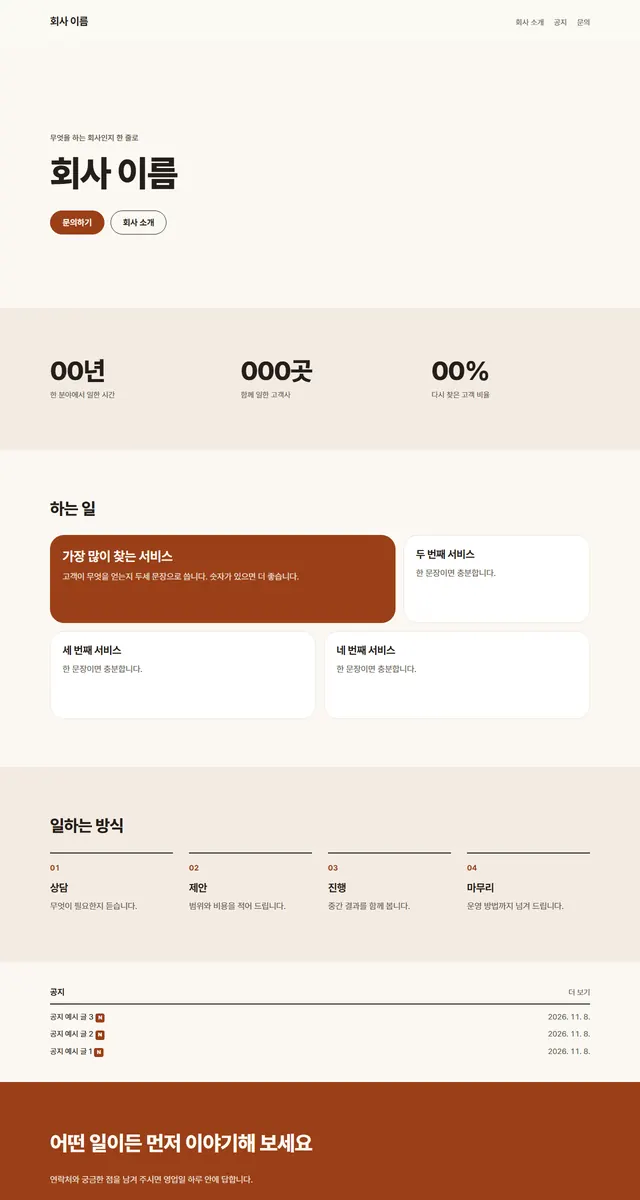 회사 이름
회사 소개 공지 문의
무엇을 하는 회사인지 한 줄로
회사 이름
문의하기 회사 소개
00년 000곳 00%
한 분야에서 일한 시간 함께 일한 고객사 다시 찾은 고객 비율
하는 일
가장 많이 찾는 서비스
고객이 무엇을 얻는지 두세 문장으로 씁니다. 숫자가 있으면 더 좋습니다.
두 번째 서비스
한 문장이면 충분합니다.
세 번째 서비스
한 문장이면 충분합니다.
네 번째 서비스
한 문장이면 충분합니다.
일하는 방식
01 02 03 04
상담 제안 진행 마무리
무엇이 필요한지 듣습니다. 범위와 비용을 적어 드립니다. 중간 결과를 함께 봅니다. 운영 방법까지 넘겨 드립니다.
공지 더 보기
공지 예시 글 3 N 2026. 11. 8.
공지 예시 글 2 N 2026. 11. 8.
공지 예시 글 1 N 2026. 11. 8.
어떤 일이든 먼저 이야기해 보세요
연락처와 궁금한 점을 남겨 주시면 영업일 하루 안에 답합니다.